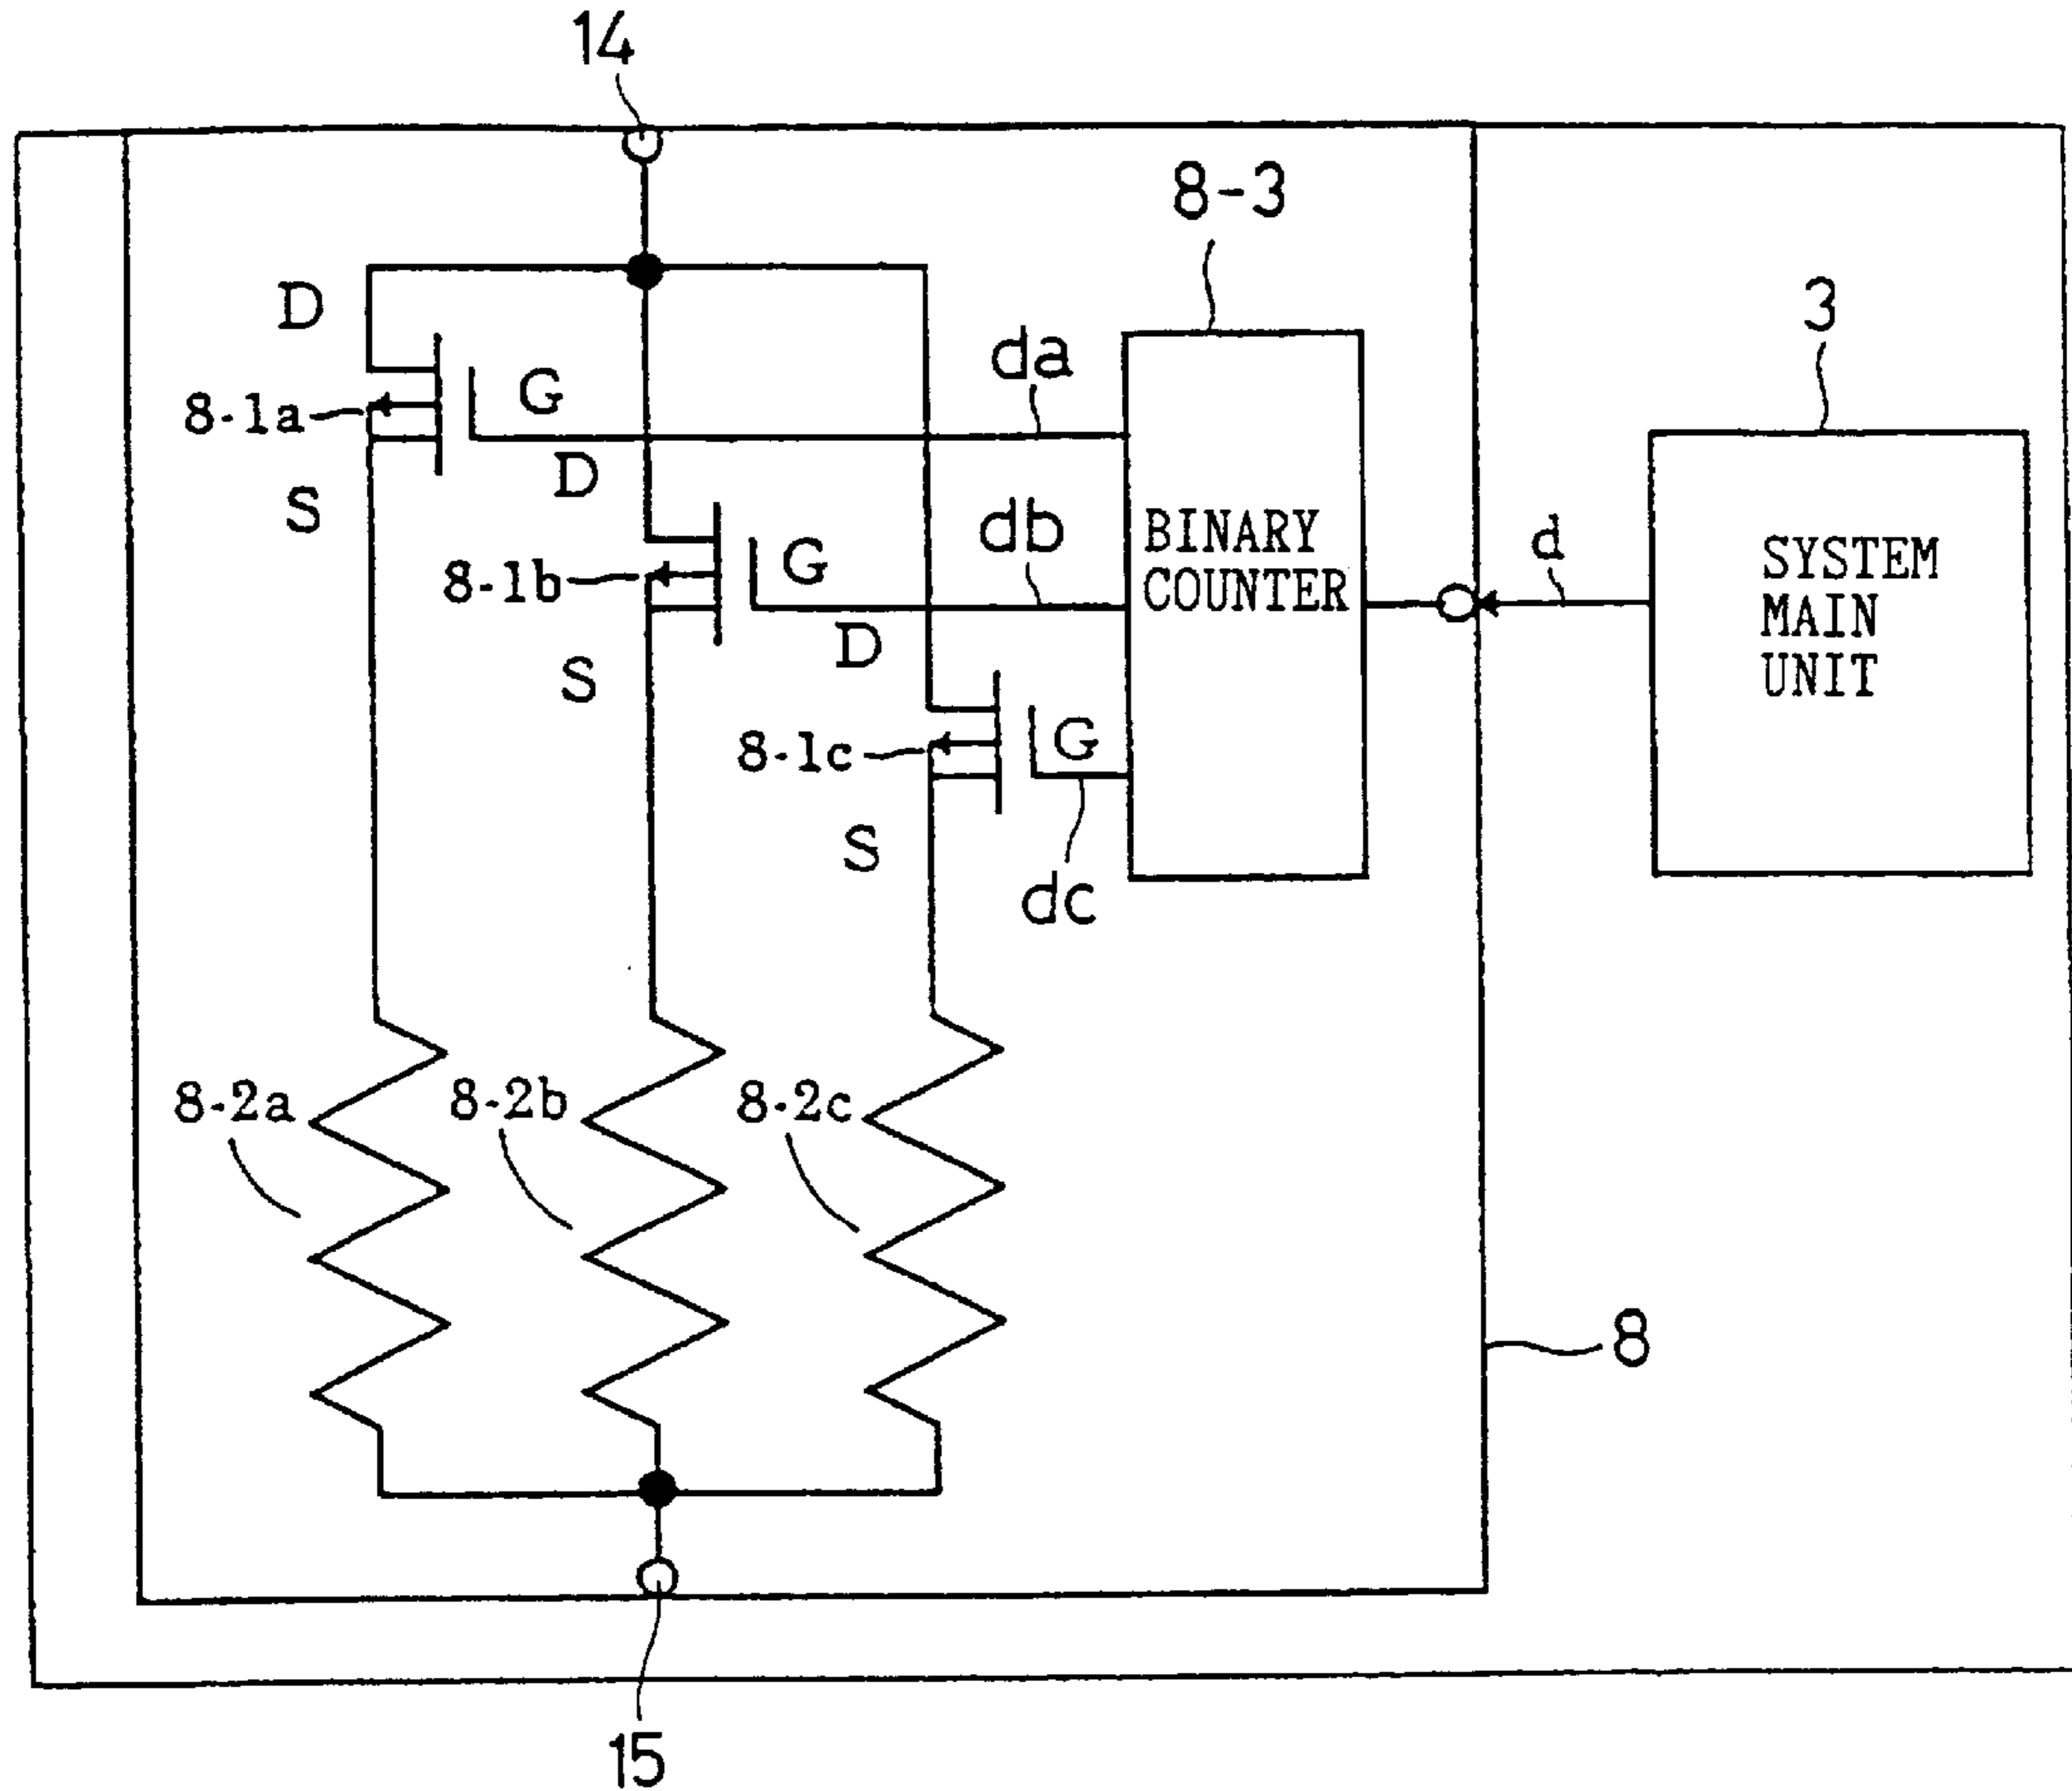 14
8-3
3
D
da
8-1a
G
D
S
db
BINARY
COUNTER
d
SYSTEM
MAIN
UNIT
8-1b
G
D
S
8-1c
G
S
dc
8-2a
8-2b
8-2c
8
15